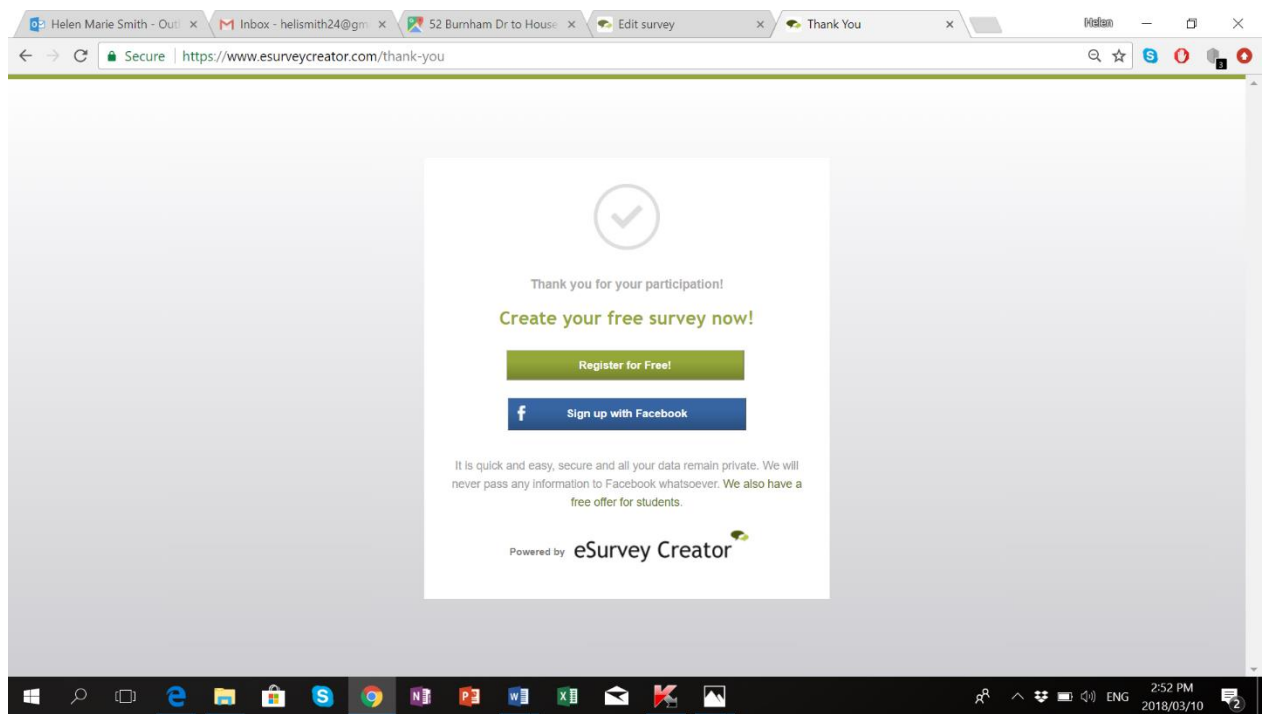 Helen Marie Smith - Out
Inbox - helismith24@gm
52 Burnham Dr to House
Edit survey
Thank You
Helen
Secure
https://www.esurveycreator.com/thank-you
3
Thank you for your participation!
Create your free survey now!
Register for Free!
f Sign up with Facebook
It is quick and easy, secure and all your data remain private. We will
never pass any information to Facebook whatsoever. We also have a
free offer for students.
Powered by eSurvey Creator
ENG
2:52 PM
2018/03/10
2